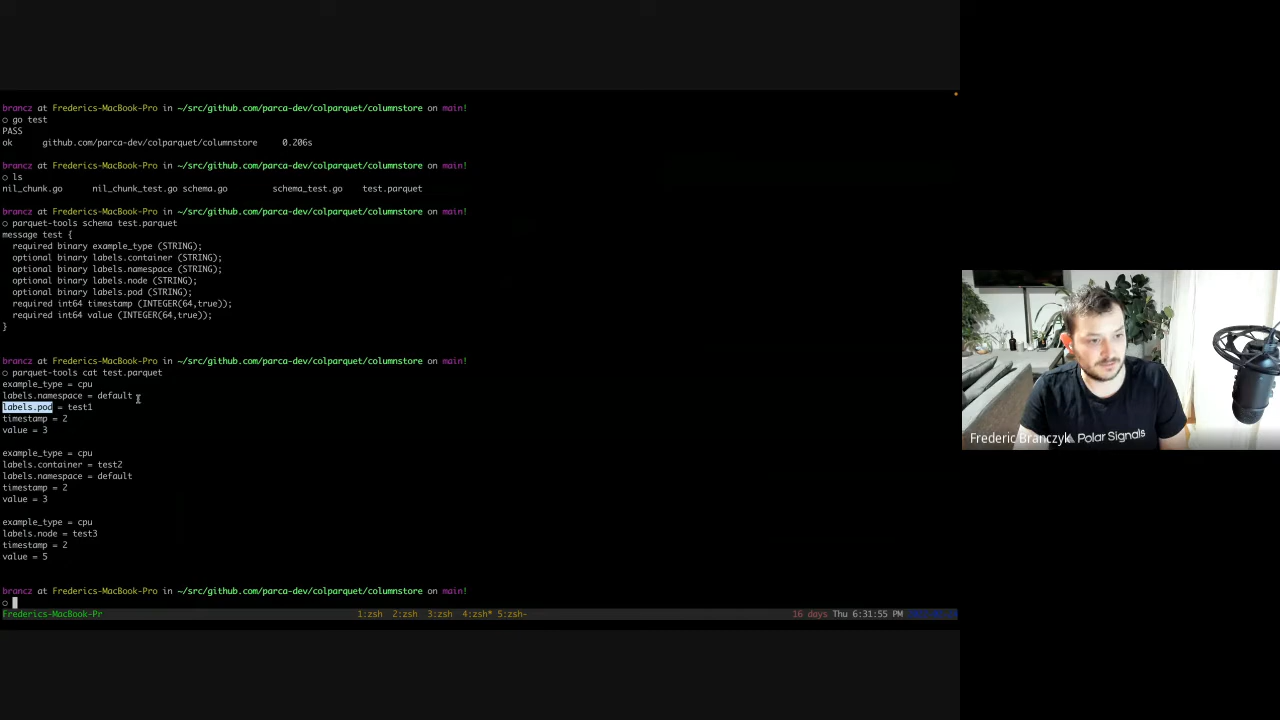 brancz at Frederics-MacBook-Pro in ~/src/github.com/parca-dev/colparquet/columnstore on main!
○ go test
PASS
ok github.com/parca-dev/colparquet/columnstore 0.206s
brancz at Frederics-MacBook-Pro in ~/src/github.com/parca-dev/colparquet/columnstore on main!
○ ls
nil_chunk.go nil_chunk_test.go schema.go schema_test.go test.parquet
brancz at Frederics-MacBook-Pro in ~/src/github.com/parca-dev/colparquet/columnstore on main!
○ parquet-tools schema test.parquet
message test {
required binary example_type (STRING);
optional binary labels.container (STRING);
optional binary labels.namespace (STRING);
optional binary labels.node (STRING);
optional binary labels.pod (STRING);
required int64 timestamp (INTEGER(64,true));
required int64 value (INTEGER(64,true));
}
brancz at Frederics-MacBook-Pro in ~/src/github.com/parca-dev/colparquet/columnstore on main!
○ parquet-tools cat test.parquet
example_type = cpu
labels.namespace = default
labels.pod = test1
timestamp = 2
value = 3
example_type = cpu
labels.container = test2
labels.namespace = default
timestamp = 2
value = 3
example_type = cpu
labels.node = test3
timestamp = 2
value = 5
brancz at Frederics-MacBook-Pro in ~/src/github.com/parca-dev/colparquet/columnstore on main!
○
Frederics-MacBook-Pr 1:zsh 2:zsh 3:zsh 4:zsh* 5:zsh- 16 days Thu 6:31:55 PM
Polar Signals
Frederic Branczyk